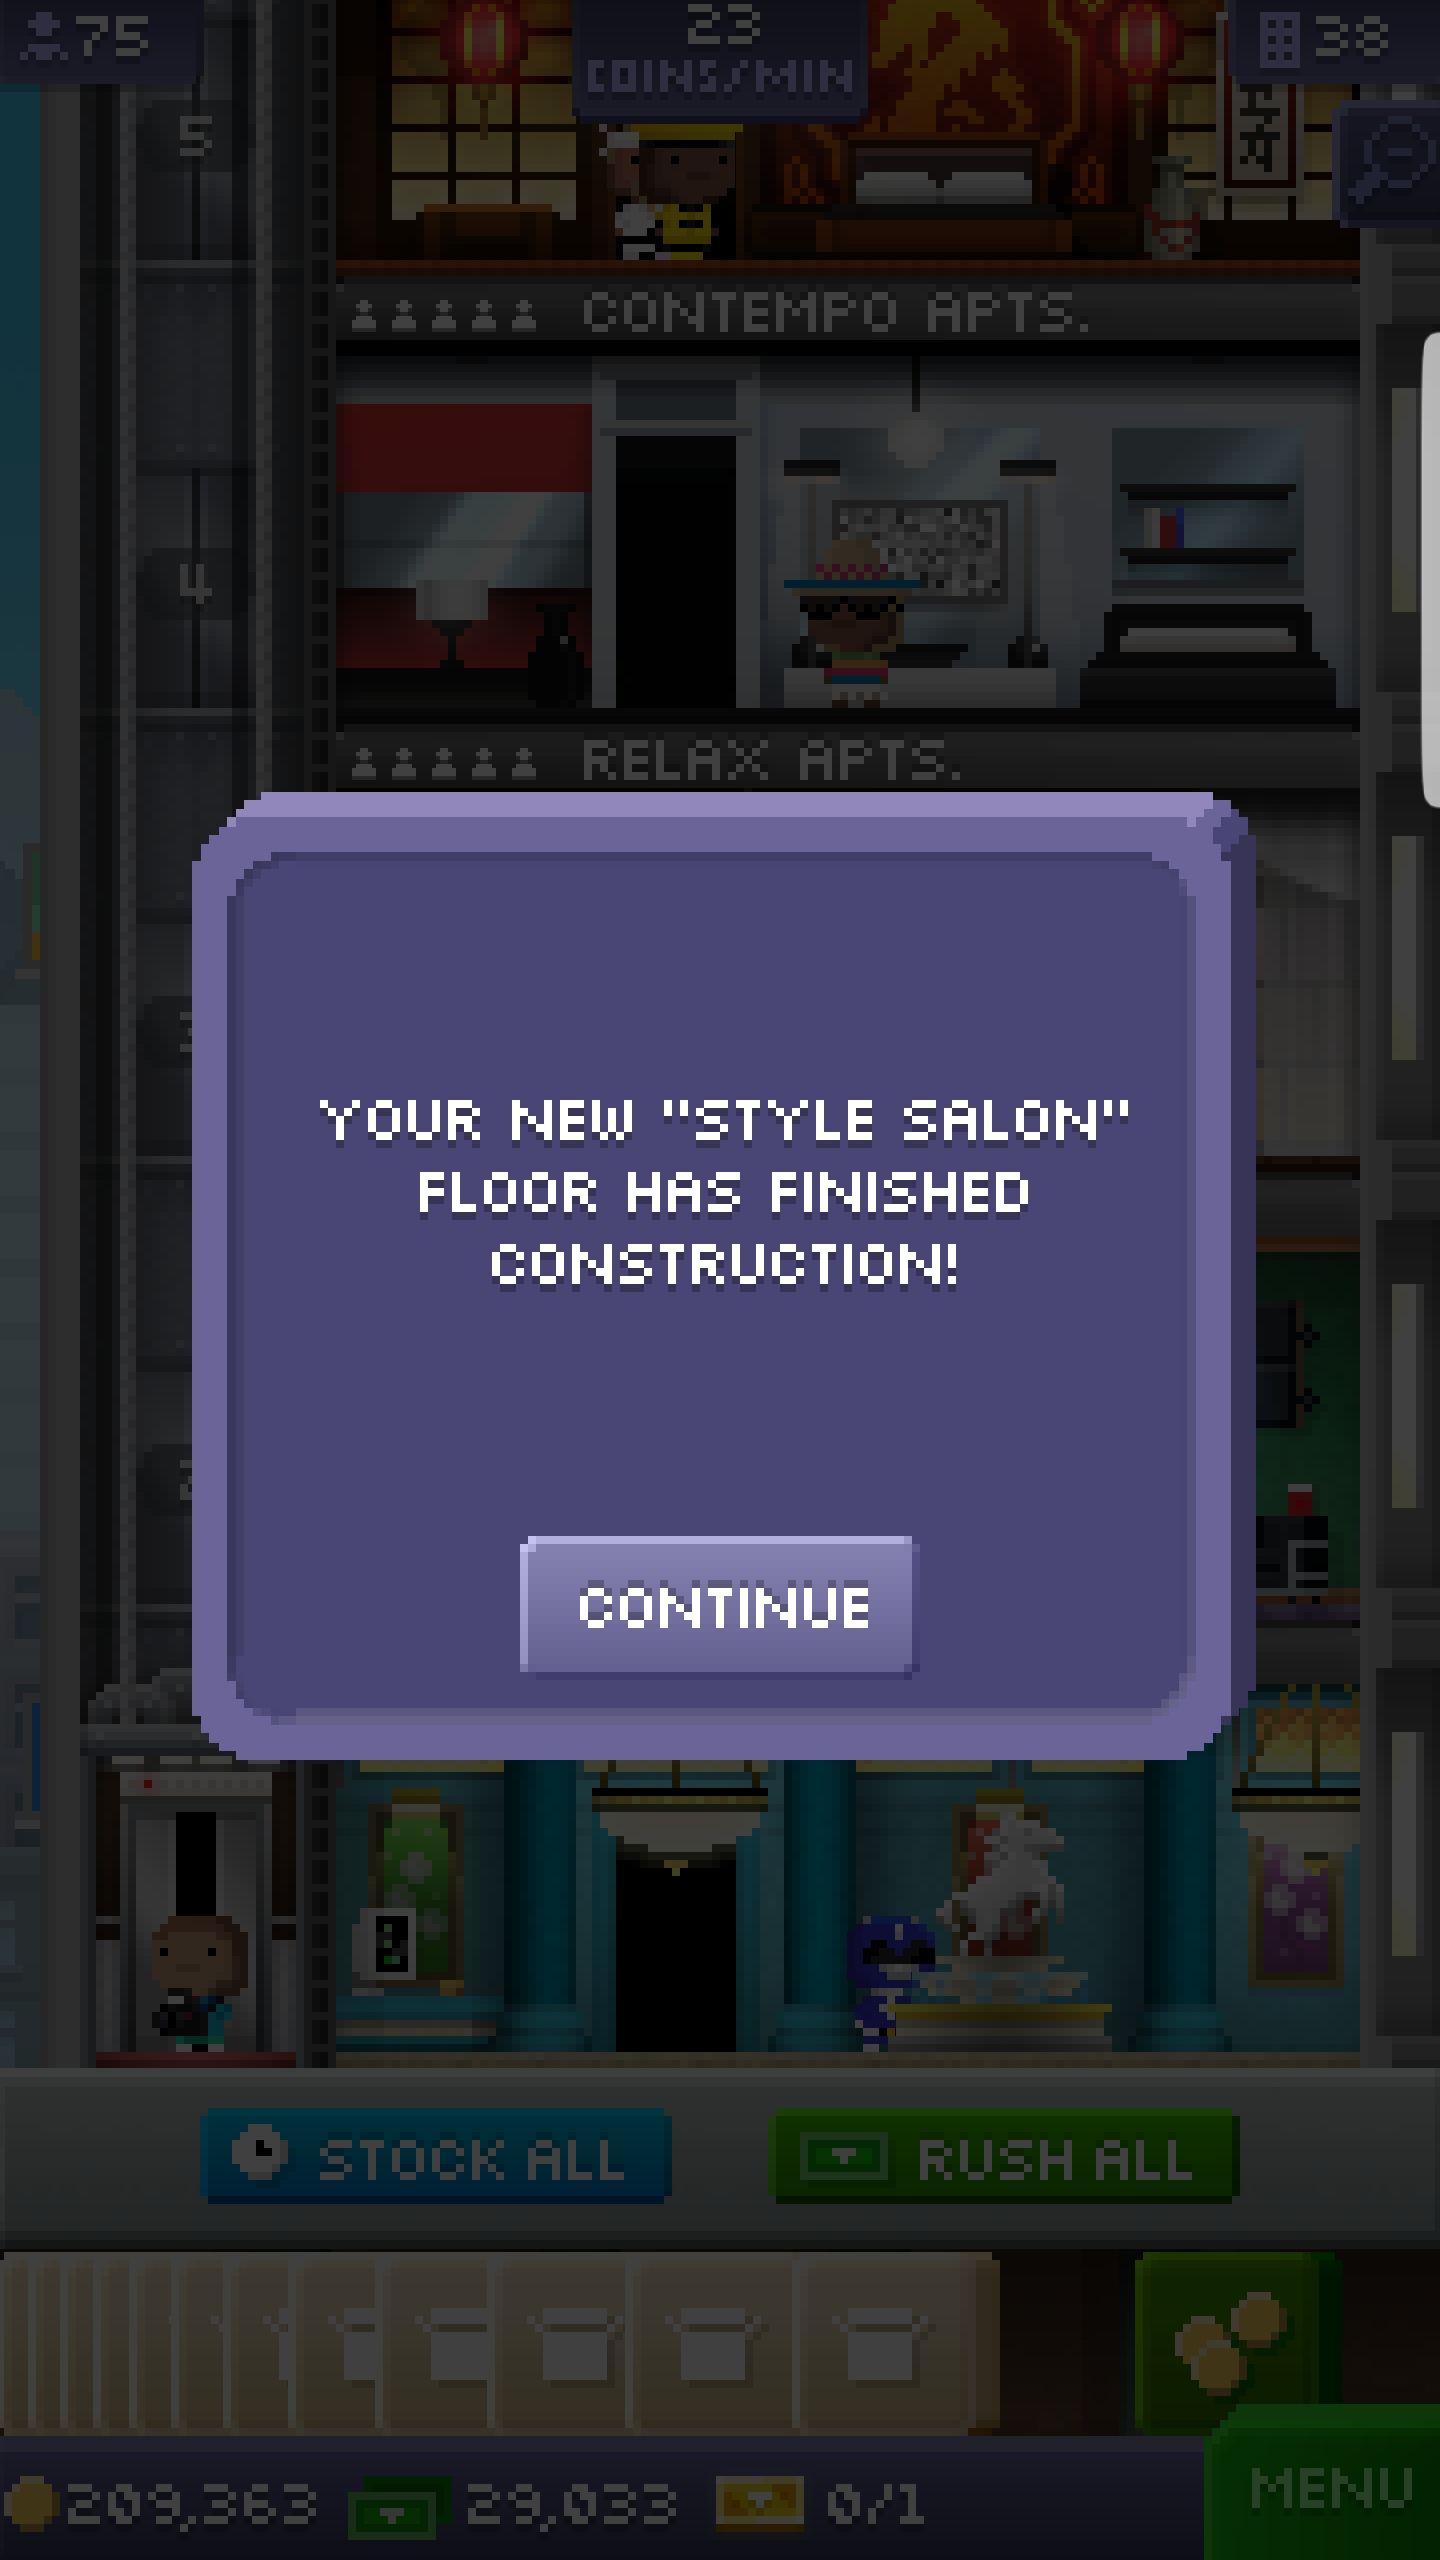 75
23
COINS/MIN
38
5
CONTEMPO APTS.
4
RELAX APTS.
YOUR NEW "STYLE SALON"
FLOOR HAS FINISHED
CONSTRUCTION!
CONTINUE
STOCK ALL
RUSH ALL
209,363
29,033
0/1
MENU